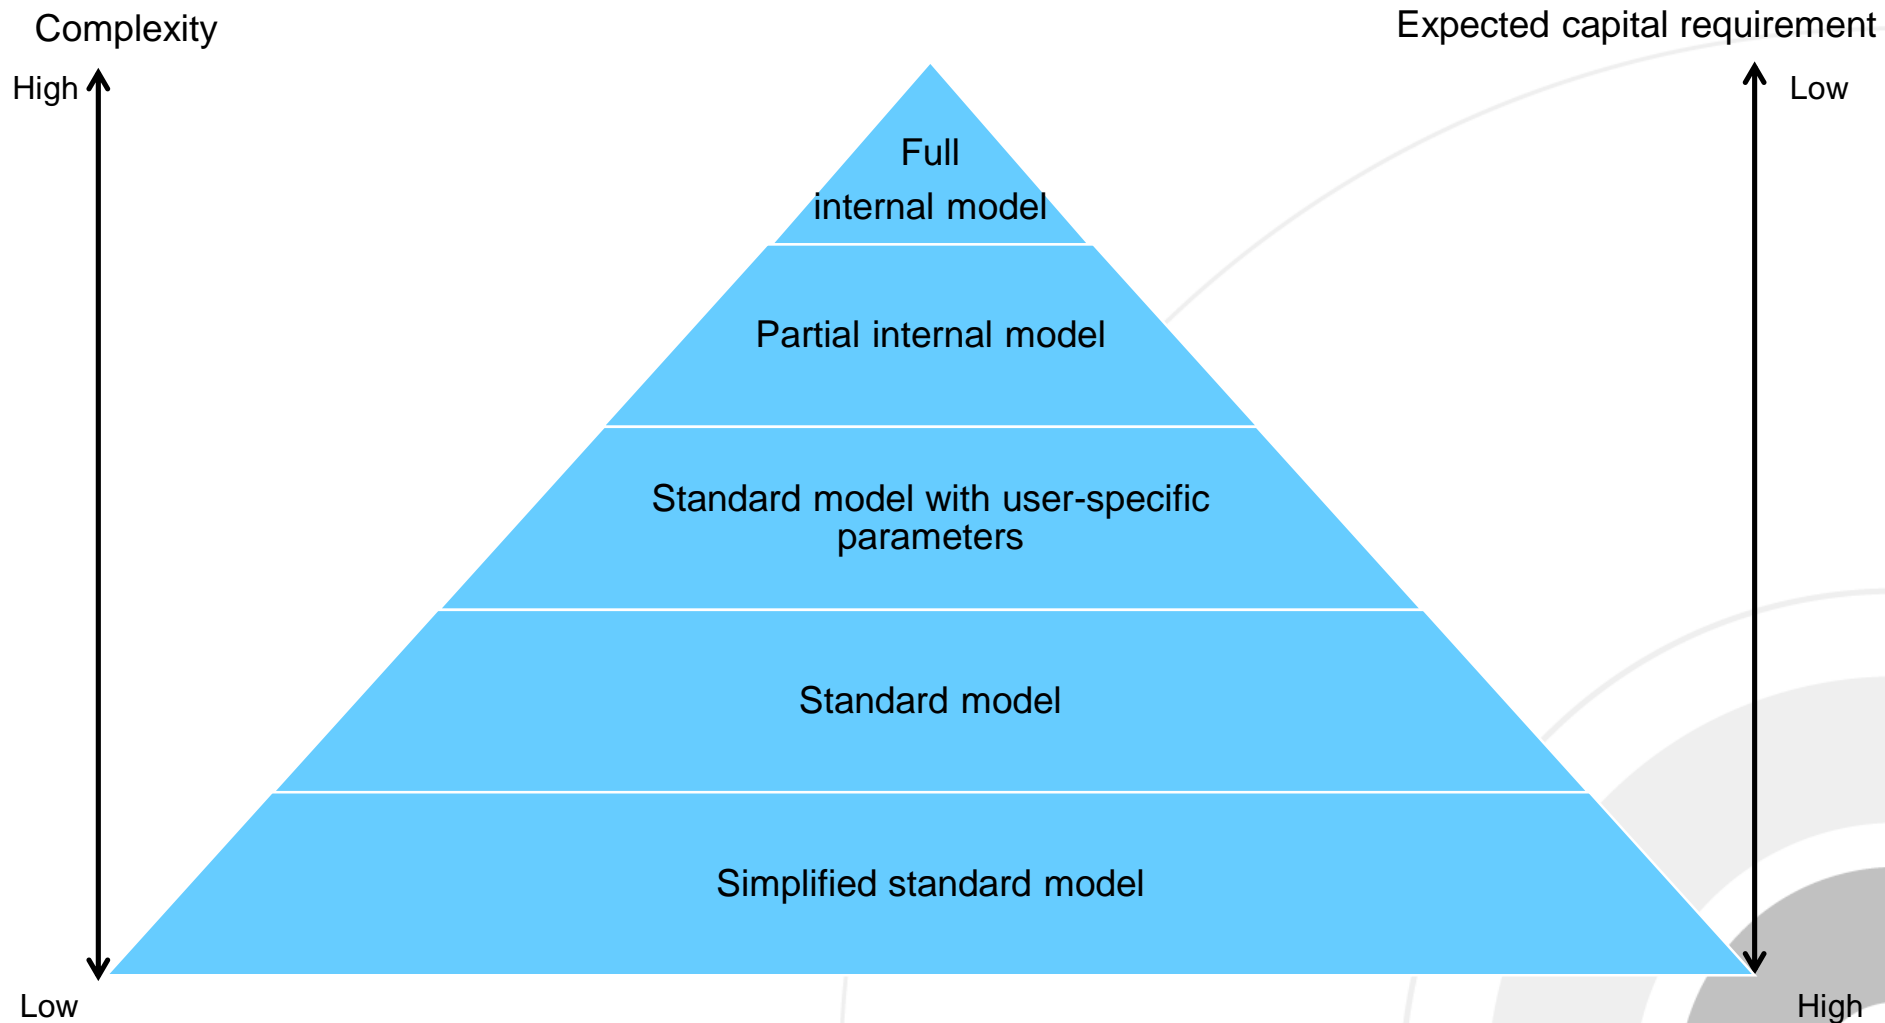 Complexity
Expected capital requirement
High
Low
Full
internal model
Partial internal model
Standard model with user-specific
parameters
Standard model
Simplified standard model
Low
High